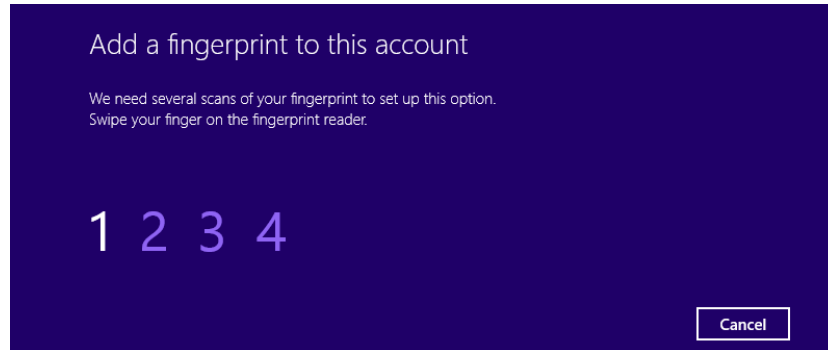 Add a fingerprint to this account
We need several scans of your fingerprint to set up this option.
Swipe your finger on the fingerprint reader.
1 2 3 4
Cancel